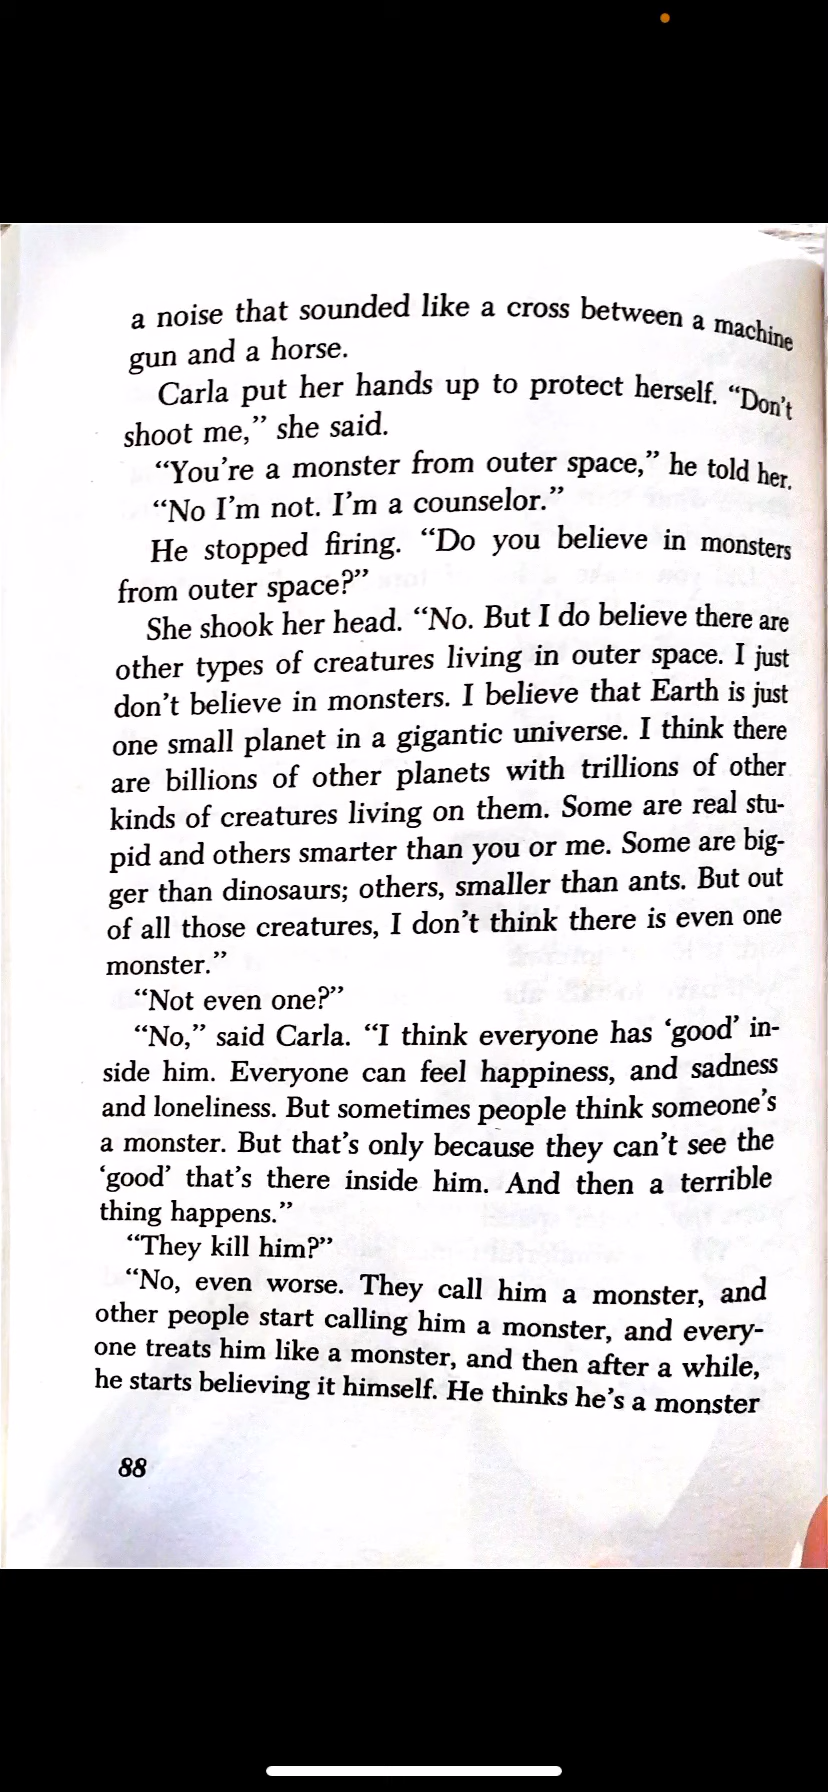 a noise that sounded like a cross between a machine
gun and a horse.
Carla put her hands up to protect herself. “Don’t
shoot me,” she said.
“You’re a monster from outer space,” he told her.
“No I’m not. I’m a counselor.”
He stopped firing. “Do you believe in monsters
from outer space?”
She shook her head. “No. But I do believe there are
other types of creatures living in outer space. I just
don’t believe in monsters. I believe that Earth is just
one small planet in a gigantic universe. I think there
are billions of other planets with trillions of other
kinds of creatures living on them. Some are real stu-
pid and others smarter than you or me. Some are big-
ger than dinosaurs; others, smaller than ants. But out
of all those creatures, I don’t think there is even one
monster.”
“Not even one?”
“No,” said Carla. “I think everyone has ‘good’ in-
side him. Everyone can feel happiness, and sadness
and loneliness. But sometimes people think someone’s
a monster. But that’s only because they can’t see the
‘good’ that’s there inside him. And then a terrible
thing happens.”
“They kill him?”
“No, even worse. They call him a monster, and
other people start calling him a monster, and every-
one treats him like a monster, and then after a while,
he starts believing it himself. He thinks he’s a monster
88